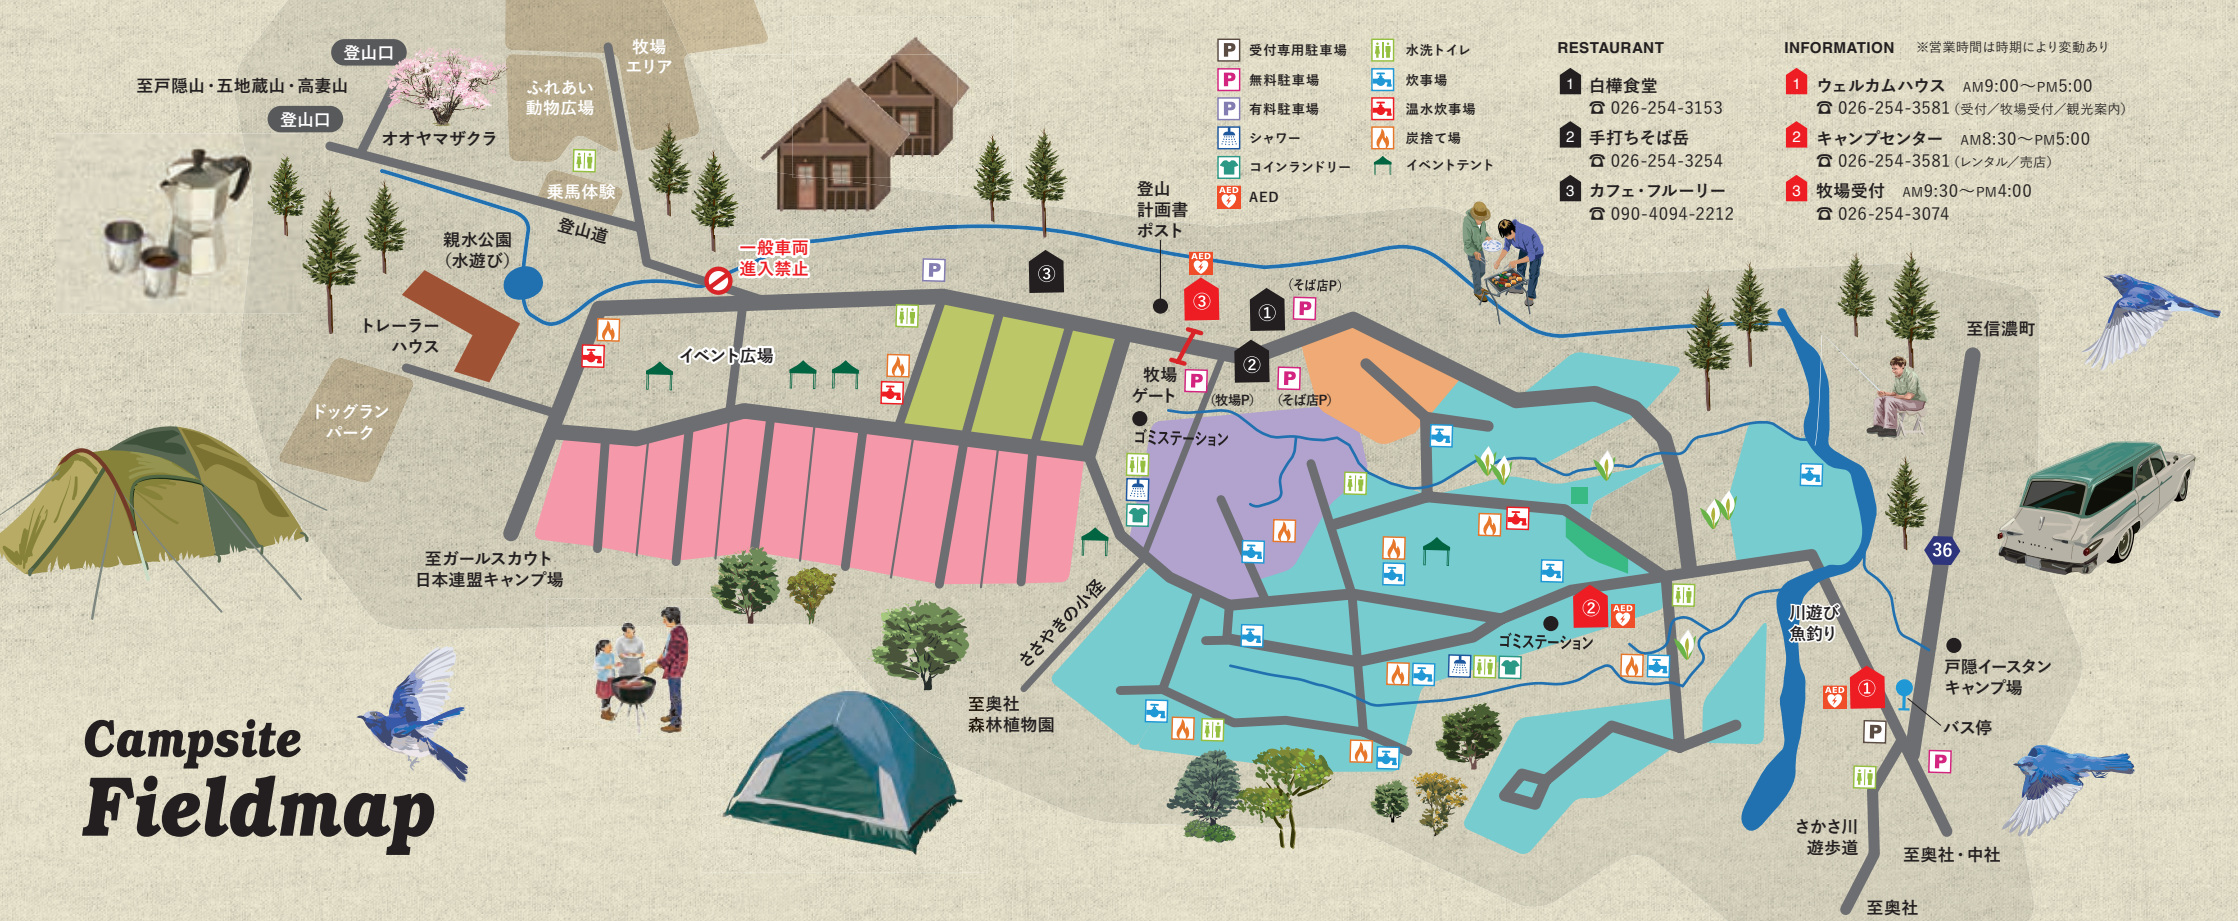 登山口
至戸隠山・五地蔵山・高妻山
登山口
オオヤマザクラ
牧場
エリア
ふれあい
動物広場
乗馬体験
登山道
親水公園
(水遊び)
一般車両
進入禁止
トレーラー
ハウス
ドッグラン
パーク
イベント広場
至ガールスカウト
日本連盟キャンプ場
Campsite
Fieldmap
P 受付専用駐車場
P 無料駐車場
P 有料駐車場
シャワー
コインランドリー
AED AED
水洗トイレ
炊事場
温水炊事場
炭捨て場
イベントテント
RESTAURANT
1 白樺食堂
☎ 026-254-3153
2 手打ちそば岳
☎ 026-254-3254
3 カフェ・フルーリー
☎ 090-4094-2212
INFORMATION ※営業時間は時期により変動あり
1 ウェルカムハウス AM9:00〜PM5:00
☎ 026-254-3581(受付/牧場受付/観光案内)
2 キャンプセンター AM8:30〜PM5:00
☎ 026-254-3581(レンタル/売店)
3 牧場受付 AM9:30〜PM4:00
☎ 026-254-3074
登山
計画書
ポスト
P
③
AED
③
①
(そば店P)
P
②
P
(そば店P)
牧場
ゲート
P
(牧場P)
ゴミステーション
ささやきの小径
至奥社
森林植物園
②
AED
ゴミステーション
至信濃町
36
川遊び
魚釣り
戸隠イースタン
キャンプ場
AED
①
バス停
P
P
さかさ川
遊歩道
至奥社・中社
至奥社